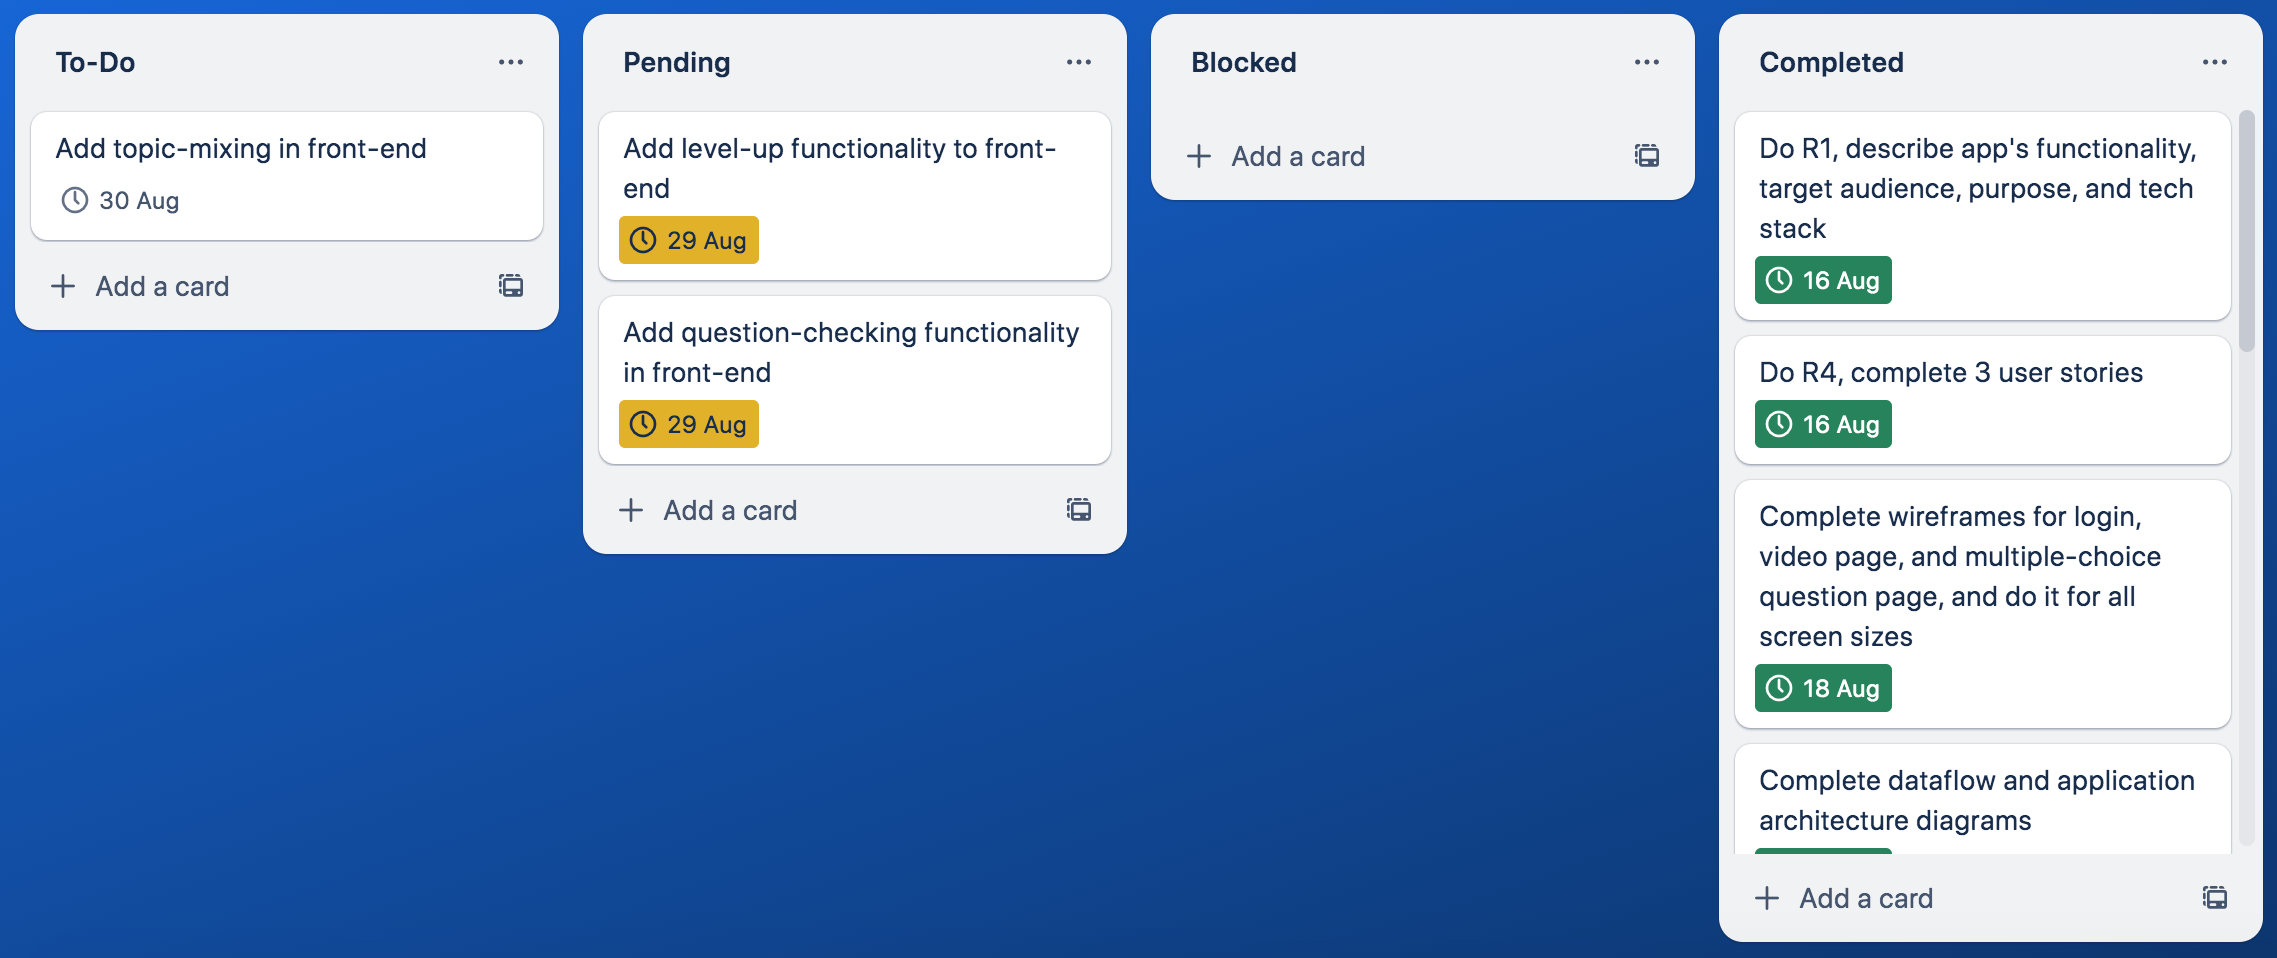 To-Do
Add topic-mixing in front-end
30 Aug
Add a card
Pending
Add level-up functionality to front-
end
29 Aug
Add question-checking functionality
in front-end
29 Aug
Add a card
Blocked
Add a card
Completed
Do R1, describe app's functionality,
target audience, purpose, and tech
stack
16 Aug
Do R4, complete 3 user stories
16 Aug
Complete wireframes for login,
video page, and multiple-choice
question page, and do it for all
screen sizes
18 Aug
Complete dataflow and application
architecture diagrams
Add a card